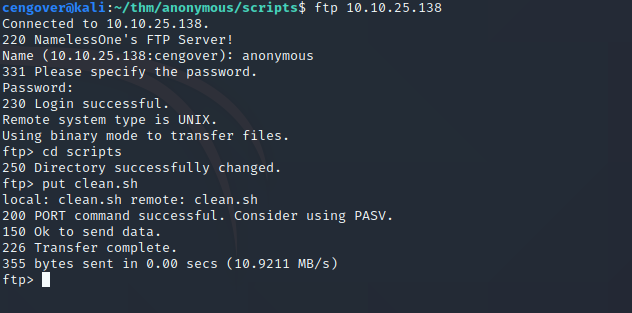 cengover@kali:~/thm/anonymous/scripts$ ftp 10.10.25.138
Connected to 10.10.25.138.
220 NamelessOne's FTP Server!
Name (10.10.25.138:cengover): anonymous
331 Please specify the password.
Password:
230 Login successful.
Remote system type is UNIX.
Using binary mode to transfer files.
ftp> cd scripts
250 Directory successfully changed.
ftp> put clean.sh
local: clean.sh remote: clean.sh
200 PORT command successful. Consider using PASV.
150 Ok to send data.
226 Transfer complete.
355 bytes sent in 0.00 secs (10.9211 MB/s)
ftp>